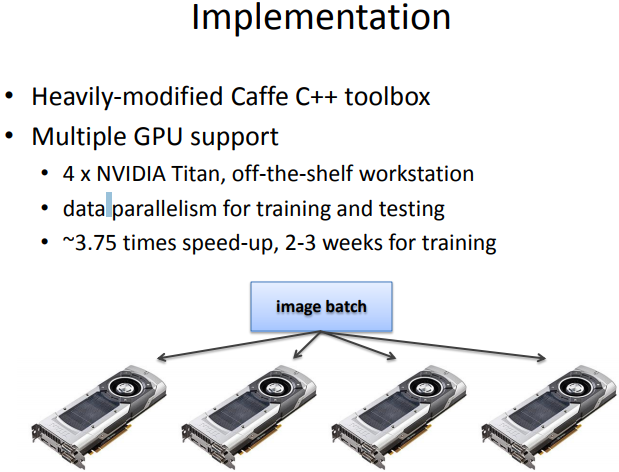 Implementation
• Heavily-modified Caffe C++ toolbox
• Multiple GPU support
• 4 x NVIDIA Titan, off-the-shelf workstation
• data parallelism for training and testing
• ~3.75 times speed-up, 2-3 weeks for training
image batch